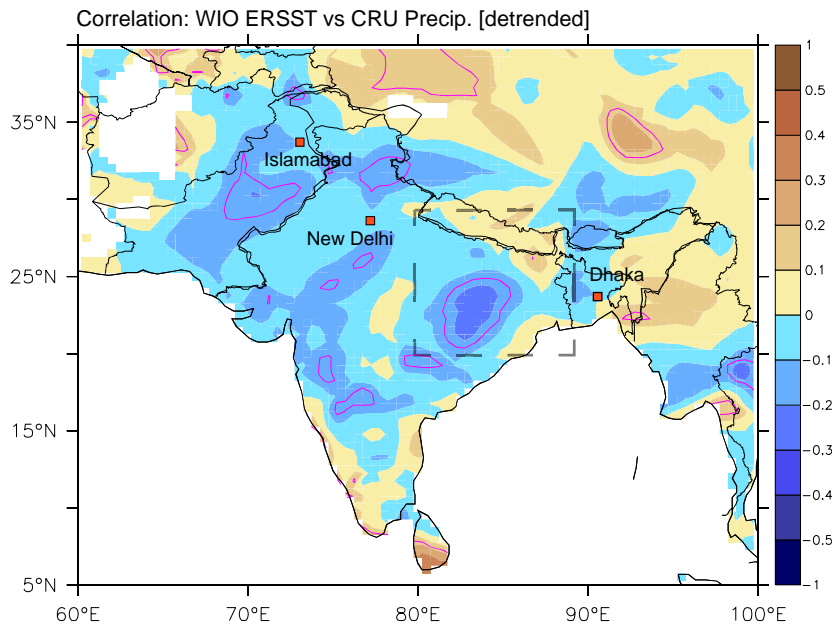 Correlation: WIO ERSST vs CRU Precip. [detrended]
35°N
25°N
15°N
5°N
60°E
70°E
80°E
90°E
100°E
Islamabad
New Delhi
Dhaka
1
0.5
0.4
0.3
0.2
0.1
0
-0.1
-0.2
-0.3
-0.4
-0.5
-1